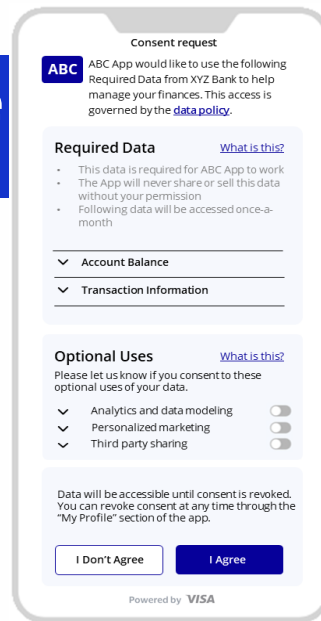 Consent request
ABC
ABC App would like to use the following
Required Data from XYZ Bank to help
manage your finances. This access is
governed by the data policy.
Required Data What is this?
• This data is required for ABC App to work
• The App will never share or sell this data
without your permission
• Following data will be accessed once-a-
month
Account Balance
Transaction Information
Optional Uses What is this?
Please let us know if you consent to these
optional uses of your data.
Analytics and data modeling
Personalized marketing
Third party sharing
Data will be accessible until consent is revoked.
You can revoke consent at any time through the
“My Profile” section of the app.
I Don’t Agree I Agree
Powered by VISA